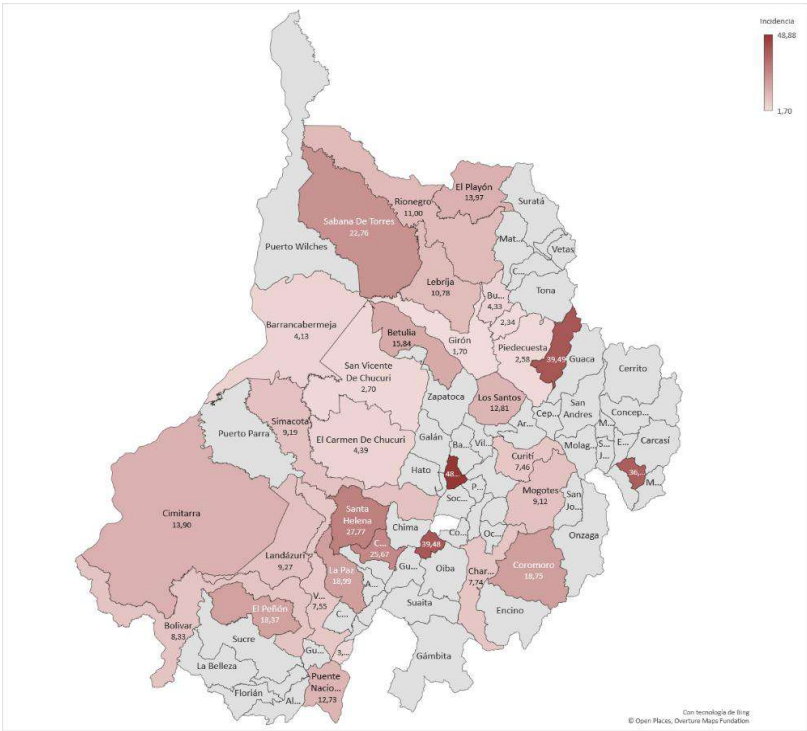 Incidencia
48,88
1,70
El Playón
13,97
Rionegro
11,00
Suratá
Sabana De Torres
22,76
Mat...
Vetas
Puerto Wilches
C...
Lebrija
10,78
Tona
Bu...
4,33
Barrancabermeja
4,13
2,34
Betulia
15,84
Girón
1,70
Piedecuesta
2,58
39,49
Guaca
San Vicente
De Chucuri
2,70
Cerrito
Zapatoca
Los Santos
12,81
Cep...
San
Andres
Concep...
M...
Ar...
Simacota
9,19
Puerto Parra
El Carmen De Chucuri
4,39
Galán
Ba...
Vil...
Molag...
S...
J...
E...
Carcasí
Curití
7,46
Hato
48...
36,...
M...
P...
Mogotes
9,12
San
Jo...
Soc...
Santa
Helena
27,77
Cimitarra
13,90
Chima
Co...
Oc...
Onzaga
39,48
C...
25,67
Landázuri
9,27
La Paz
18,99
A...
Gu...
Oiba
Char...
7,74
Coromoro
18,75
V...
7,55
El Peñón
18,37
Suaita
Encino
C...
Bolivar
8,33
Sucre
Gu...
3,...
Gámbita
La Belleza
Puente
Nacio...
12,73
Florián
Al...
Con tecnología de Bing
© Open Places, Overture Maps Foundation